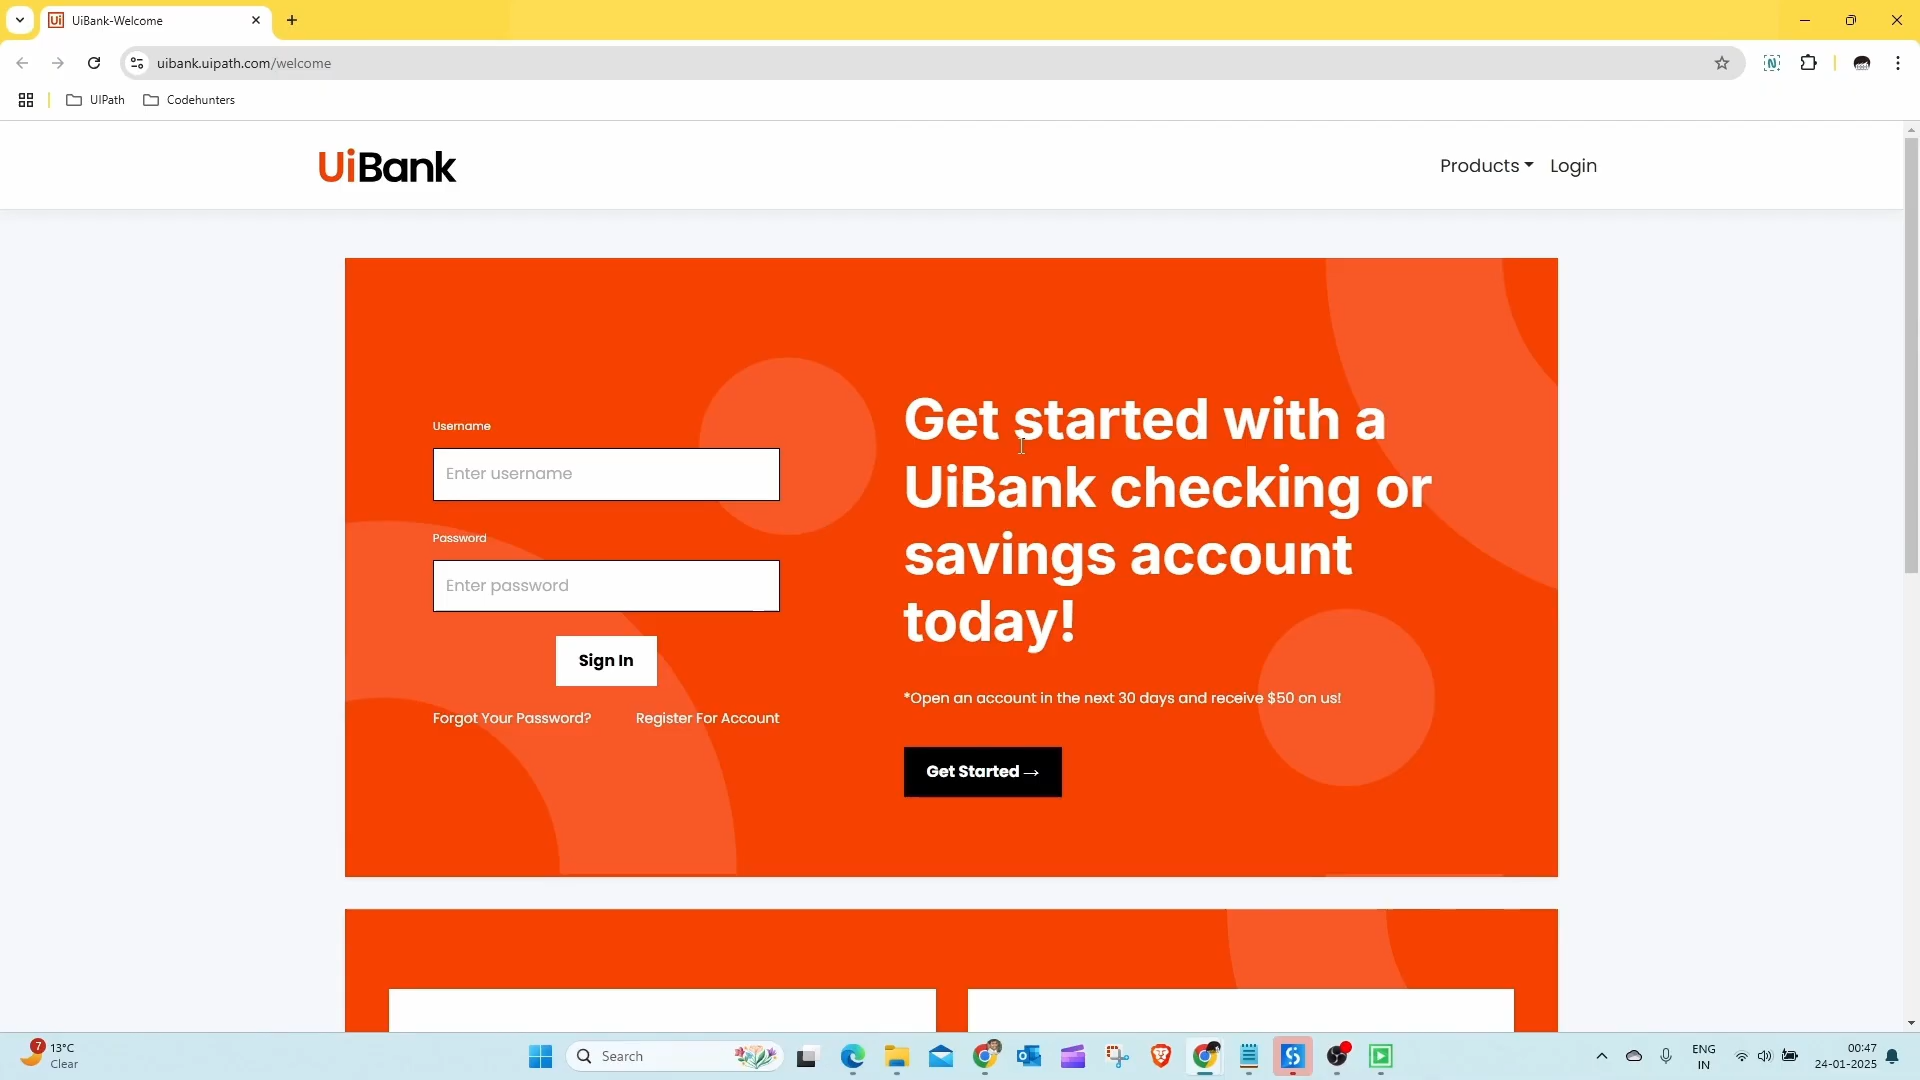 UiBank-Welcome
uibank.uipath.com/welcome
UIPath
Codehunters
UiBank
Products
Login
Username
Enter username
Password
Enter password
Sign In
Forgot Your Password?
Register For Account
Get started with a
UiBank checking or
savings account
today!
*Open an account in the next 30 days and receive $50 on us!
Get Started →
7
13°C
Clear
Search
ENG
IN
00:47
24-01-2025